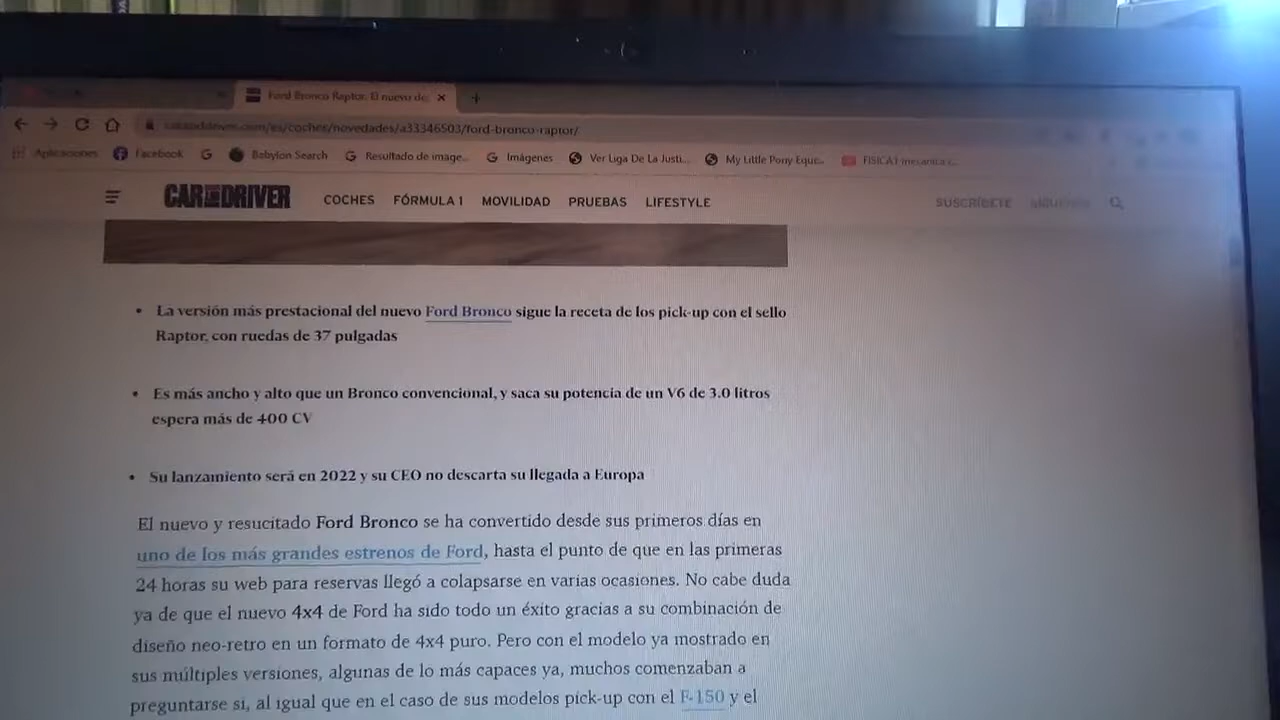 Ford Bronco Raptor. El nuevo de
caranddriver.com/es/coches/novedades/a33346503/ford-bronco-raptor/
Aplicaciones Facebook G Babylon Search Resultado de image... Imágenes Ver Liga De La Justi... My Little Pony Eque... FISICA I
CAR AND DRIVER COCHES FÓRMULA 1 MOVILIDAD PRUEBAS LIFESTYLE SUSCRÍBETE
• La versión más prestacional del nuevo Ford Bronco sigue la receta de los pick-up con el sello
Raptor, con ruedas de 37 pulgadas
• Es más ancho y alto que un Bronco convencional, y saca su potencia de un V6 de 3.0 litros
espera más de 400 CV
• Su lanzamiento será en 2022 y su CEO no descarta su llegada a Europa
El nuevo y resucitado Ford Bronco se ha convertido desde sus primeros días en
uno de los más grandes estrenos de Ford, hasta el punto de que en las primeras
24 horas su web para reservas llegó a colapsarse en varias ocasiones. No cabe duda
ya de que el nuevo 4x4 de Ford ha sido todo un éxito gracias a su combinación de
diseño neo-retro en un formato de 4x4 puro. Pero con el modelo ya mostrado en
sus múltiples versiones, algunas de lo más capaces ya, muchos comenzaban a
preguntarse si, al igual que en el caso de sus modelos pick-up con el F-150 y el